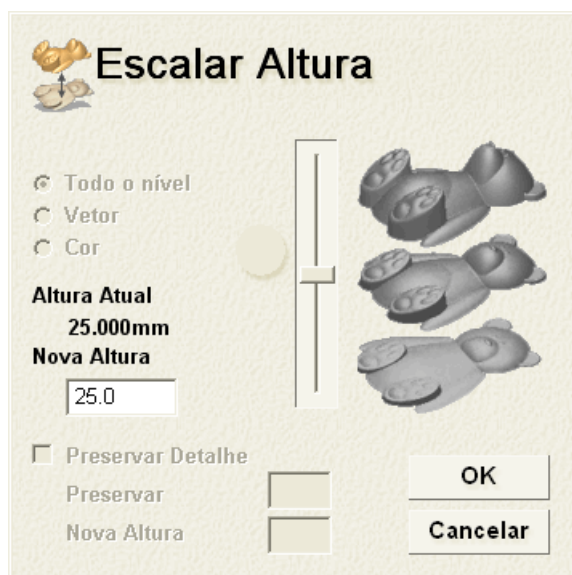 Escalar Altura
Todo o nível
Vetor
Cor
Altura Atual
25.000mm
Nova Altura
25.0
Preservar Detalhe
Preservar
Nova Altura
OK
Cancelar